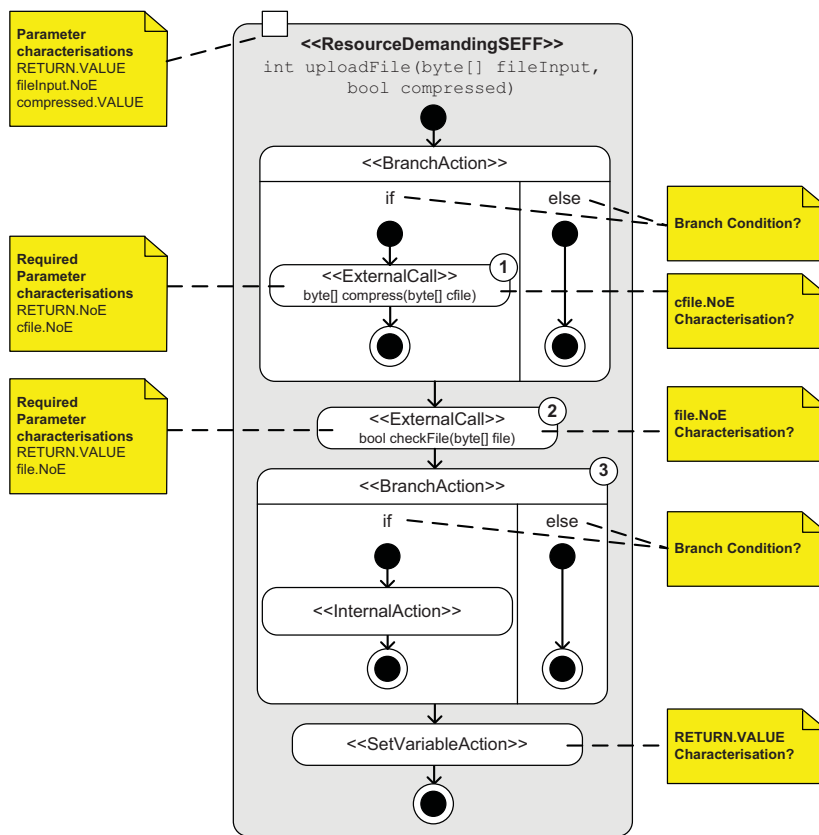 Parameter
characterisations
RETURN.VALUE
fileInput.NoE
compressed.VALUE
<<ResourceDemandingSEFF>>
int uploadFile(byte[] fileInput,
bool compressed)
<<BranchAction>>
if
else
Branch Condition?
Required
Parameter
characterisations
RETURN.NoE
cfile.NoE
1
<<ExternalCall>>
byte[] compress(byte[] cfile)
cfile.NoE
Characterisation?
Required
Parameter
characterisations
RETURN.VALUE
file.NoE
2
<<ExternalCall>>
bool checkFile(byte[] file)
file.NoE
Characterisation?
3
<<BranchAction>>
if
else
Branch Condition?
<<InternalAction>>
<<SetVariableAction>>
RETURN.VALUE
Characterisation?